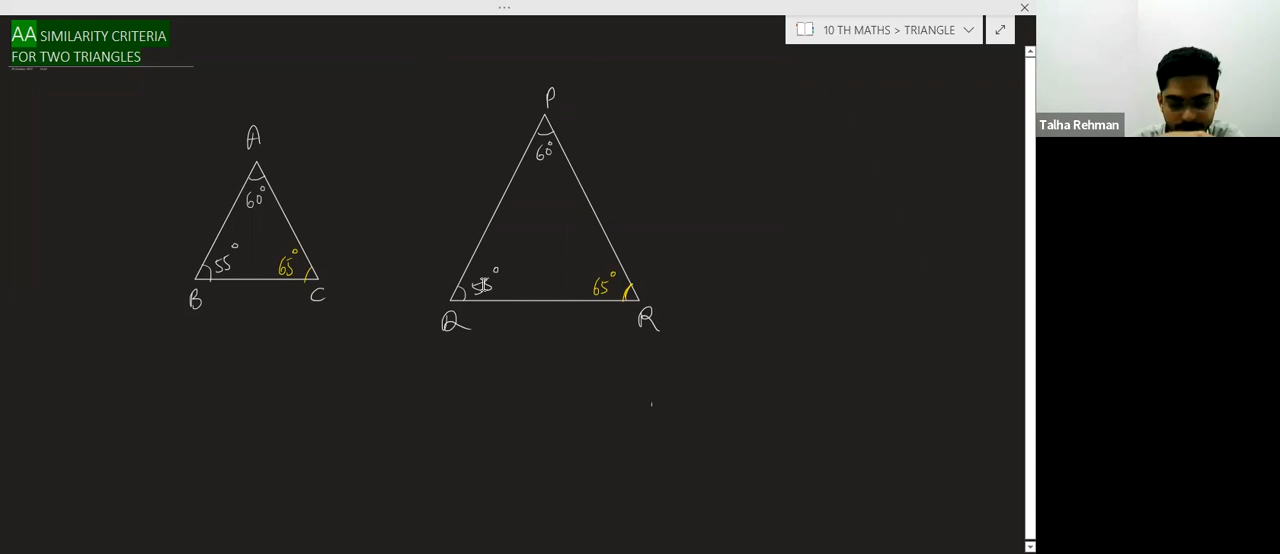 AA SIMILARITY CRITERIA
FOR TWO TRIANGLES
10 TH MATHS > TRIANGLE
Talha Rehman
P
A
60°
60°
55°
65°
55°
65°
B
C
Q
R